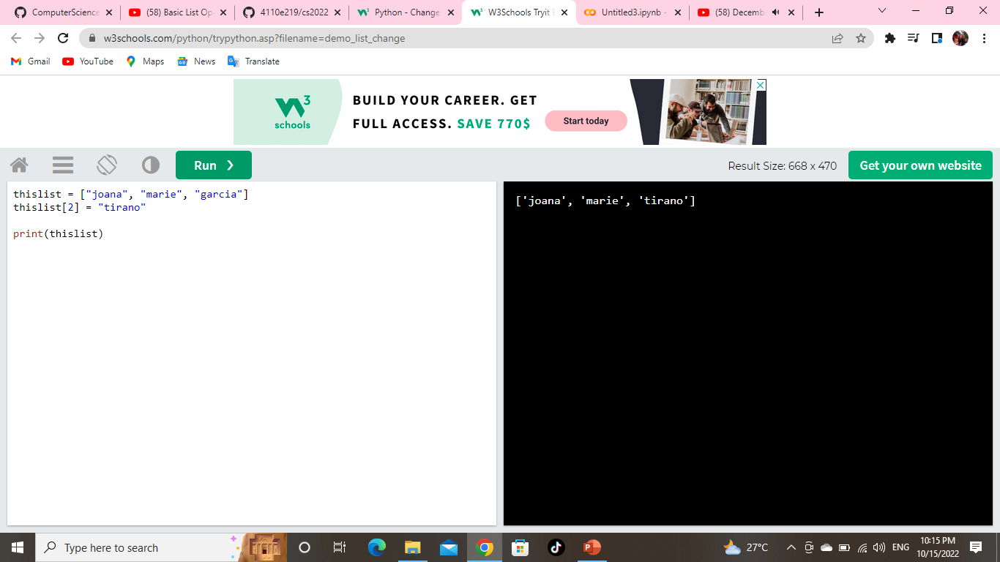 ComputerScience
(58) Basic List Op
4110e219/cs2022
Python - Change
W3Schools Tryit E
Untitled3.ipynb -
(58) Decemb
w3schools.com/python/trypython.asp?filename=demo_list_change
Gmail
YouTube
Maps
News
Translate
3
schools
BUILD YOUR CAREER. GET
FULL ACCESS. SAVE 770$
Start today
Run ❯
Result Size: 668 x 470
Get your own website
thislist = ["joana", "marie", "garcia"]
thislist[2] = "tirano"
print(thislist)
['joana', 'marie', 'tirano']
Type here to search
27°C
ENG
10:15 PM
10/15/2022